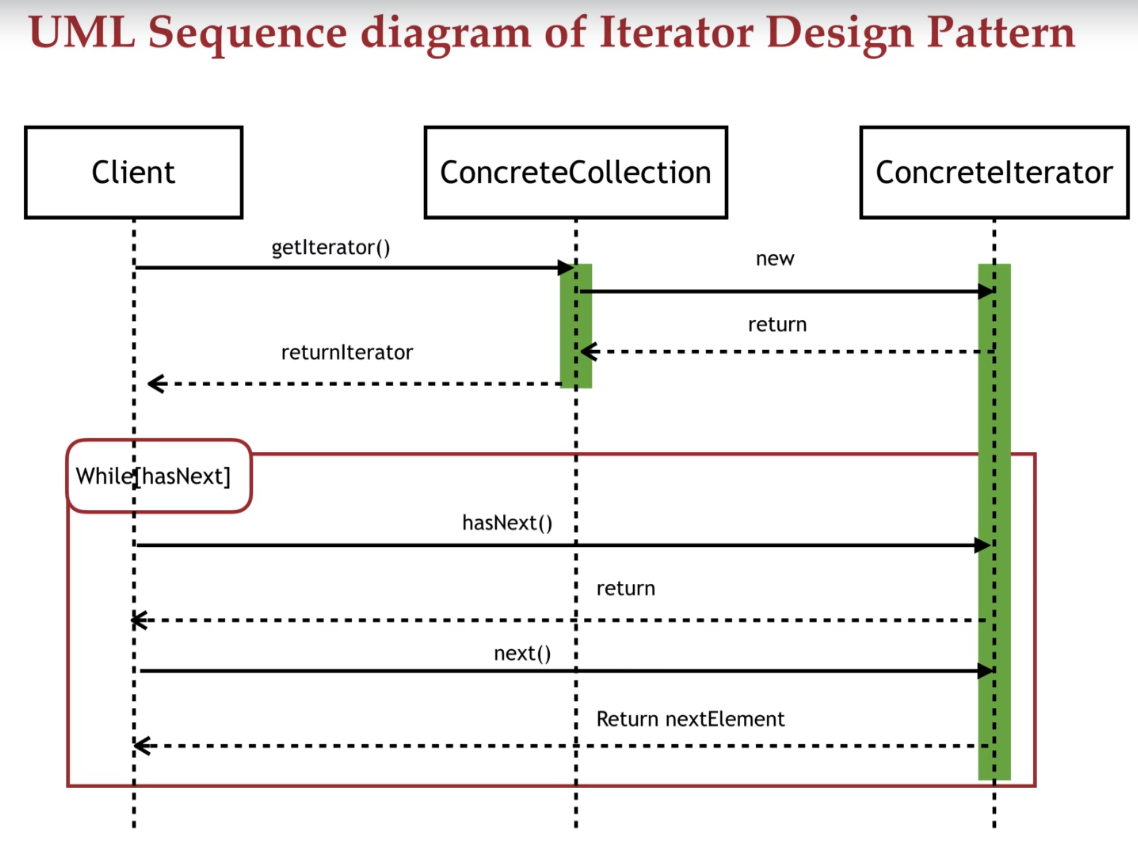 UML Sequence diagram of Iterator Design Pattern
Client
ConcreteCollection
ConcreteIterator
getIterator()
new
return
returnIterator
While[hasNext]
hasNext()
return
next()
Return nextElement